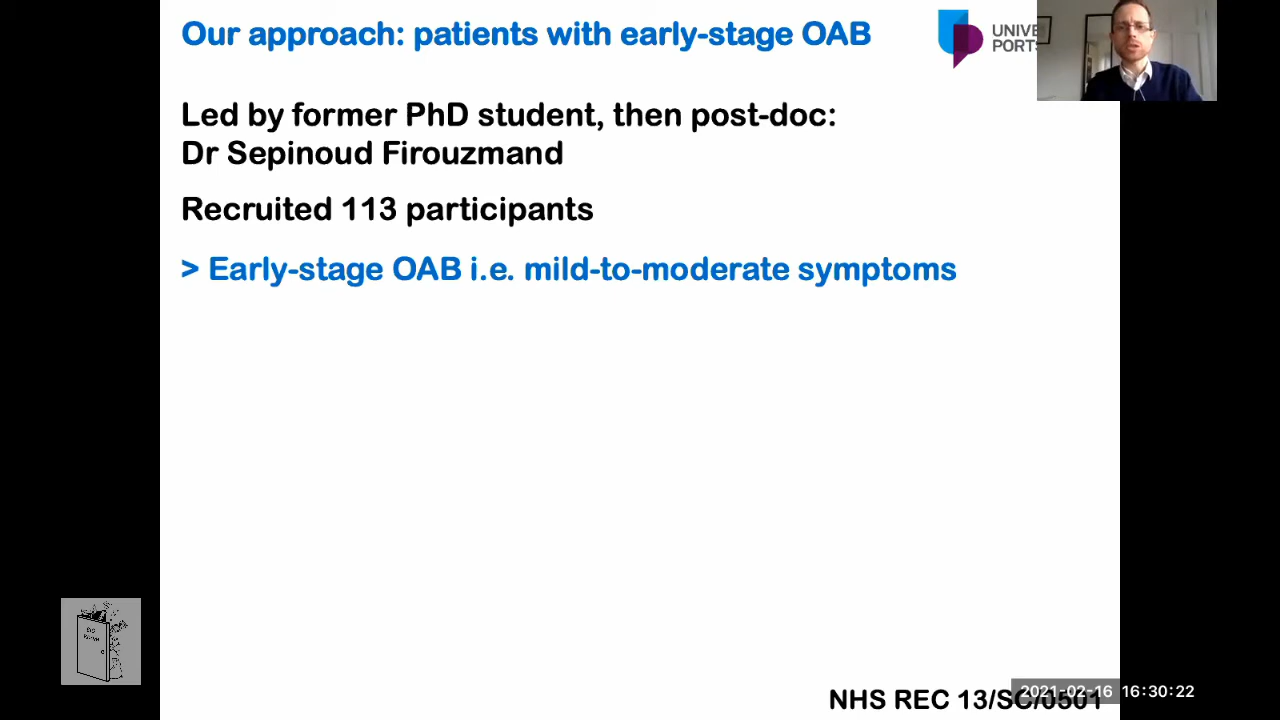 Our approach: patients with early-stage OAB
UNIVE
PORTS
Led by former PhD student, then post-doc:
Dr Sepinoud Firouzmand
Recruited 113 participants
> Early-stage OAB i.e. mild-to-moderate symptoms
NHS REC 13/SC/0501
2021-02-16 16:30:22